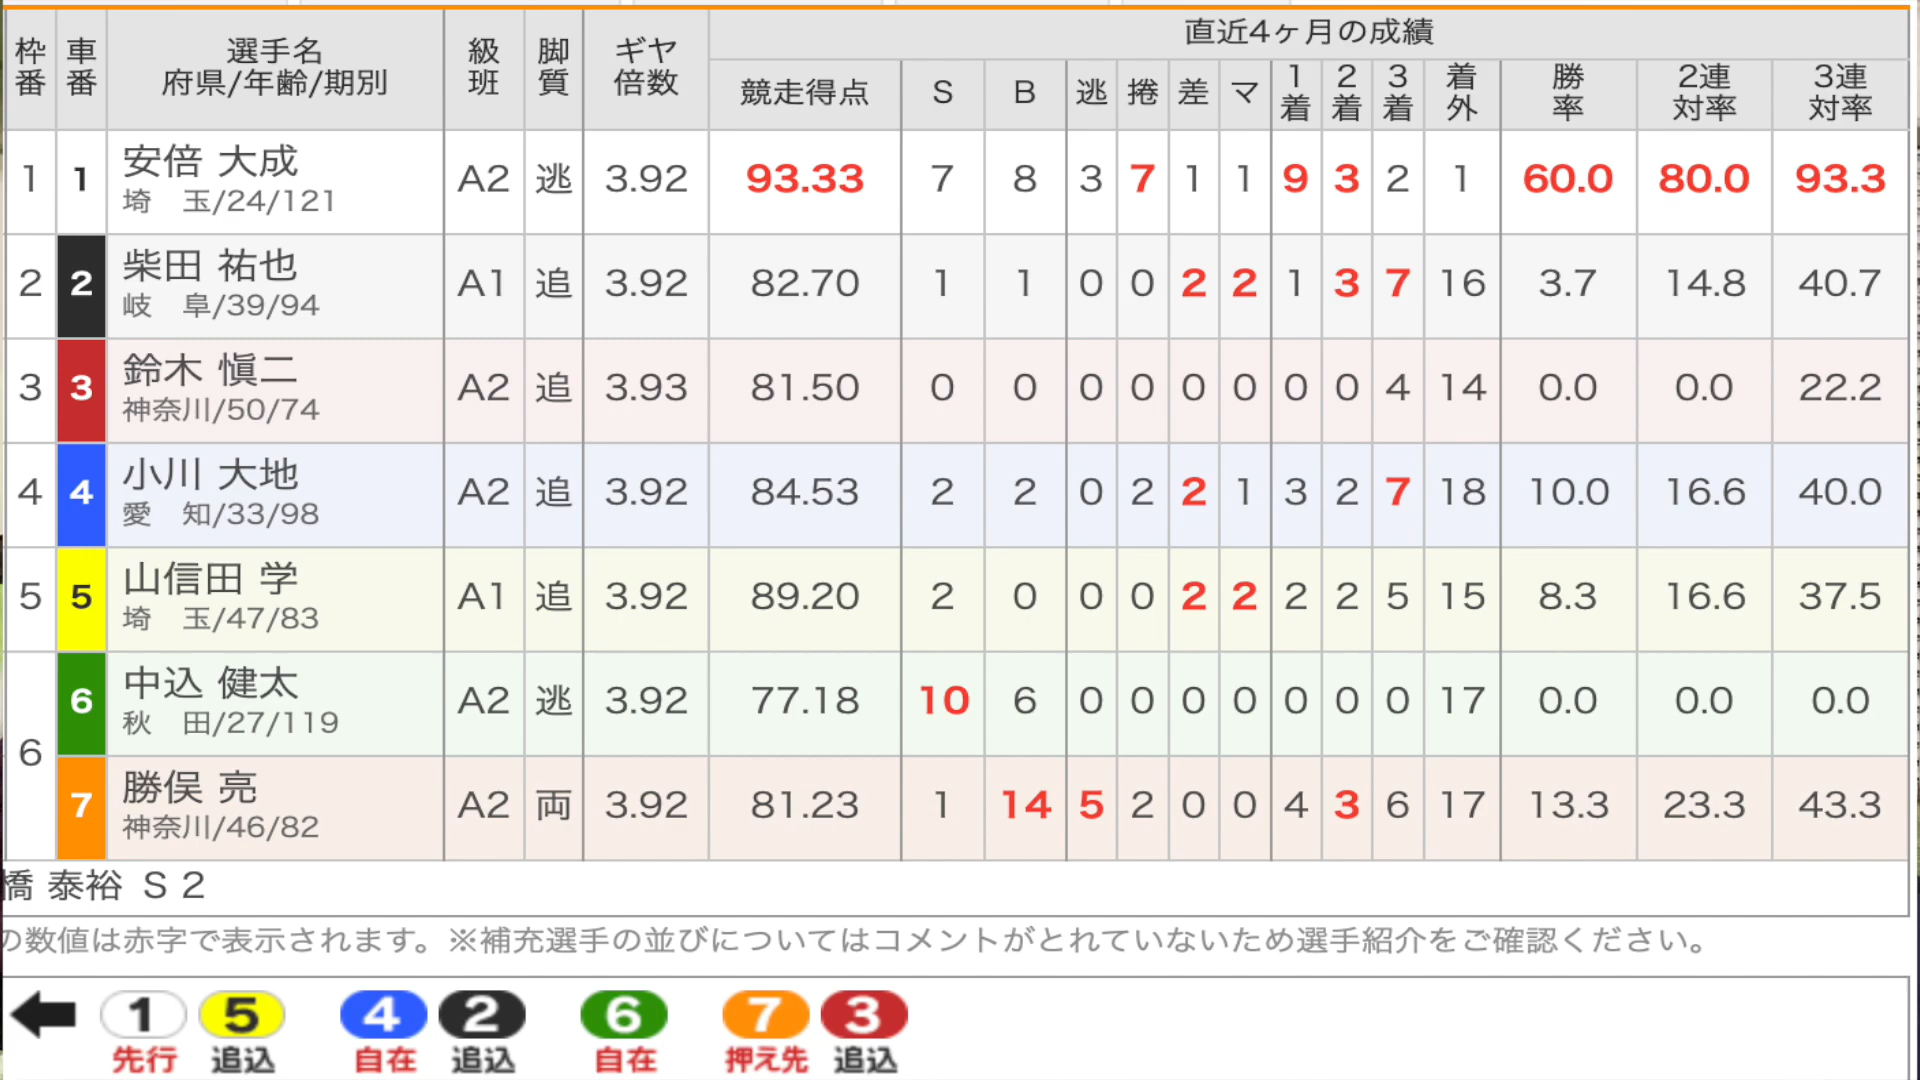 枠番 車番 選手名 府県/年齢/期別 級班 脚質 ギヤ倍数 直近4ヶ月の成績
競走得点 S B 逃 捲 差 マ 1着 2着 3着 着外 勝率 2連対率 3連対率
1 1 安倍 大成 A2 逃 3.92 93.33 7 8 3 7 1 1 9 3 2 1 60.0 80.0 93.3
埼 玉/24/121
2 2 柴田 祐也 A1 追 3.92 82.70 1 1 0 0 2 2 1 3 7 16 3.7 14.8 40.7
岐 阜/39/94
3 3 鈴木 愼二 A2 追 3.93 81.50 0 0 0 0 0 0 0 0 4 14 0.0 0.0 22.2
神奈川/50/74
4 4 小川 大地 A2 追 3.92 84.53 2 2 0 2 2 1 3 2 7 18 10.0 16.6 40.0
愛 知/33/98
5 5 山信田 学 A1 追 3.92 89.20 2 0 0 0 2 2 2 2 5 15 8.3 16.6 37.5
埼 玉/47/83
6 6 中込 健太 A2 逃 3.92 77.18 10 6 0 0 0 0 0 0 0 17 0.0 0.0 0.0
秋 田/27/119
7 勝俣 亮 A2 両 3.92 81.23 1 14 5 2 0 0 4 3 6 17 13.3 23.3 43.3
神奈川/46/82
橋 泰裕 S2
の数値は赤字で表示されます。※補充選手の並びについてはコメントがとれていないため選手紹介をご確認ください。
1 5 4 2 6 7 3
先行 追込 自在 追込 自在 押え先 追込